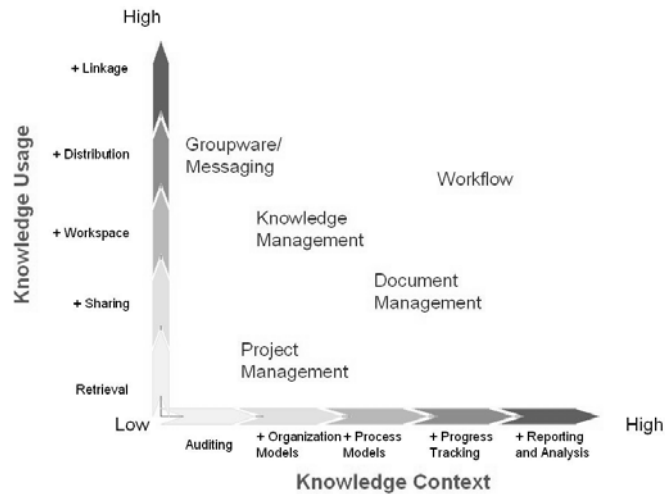 High
+ Linkage
+ Distribution
+ Workspace
+ Sharing
Retrieval
Low
Knowledge Usage
Groupware/
Messaging
Workflow
Knowledge
Management
Document
Management
Project
Management
High
Auditing
+ Organization
Models
+ Process
Models
+ Progress
Tracking
+ Reporting
and Analysis
Knowledge Context